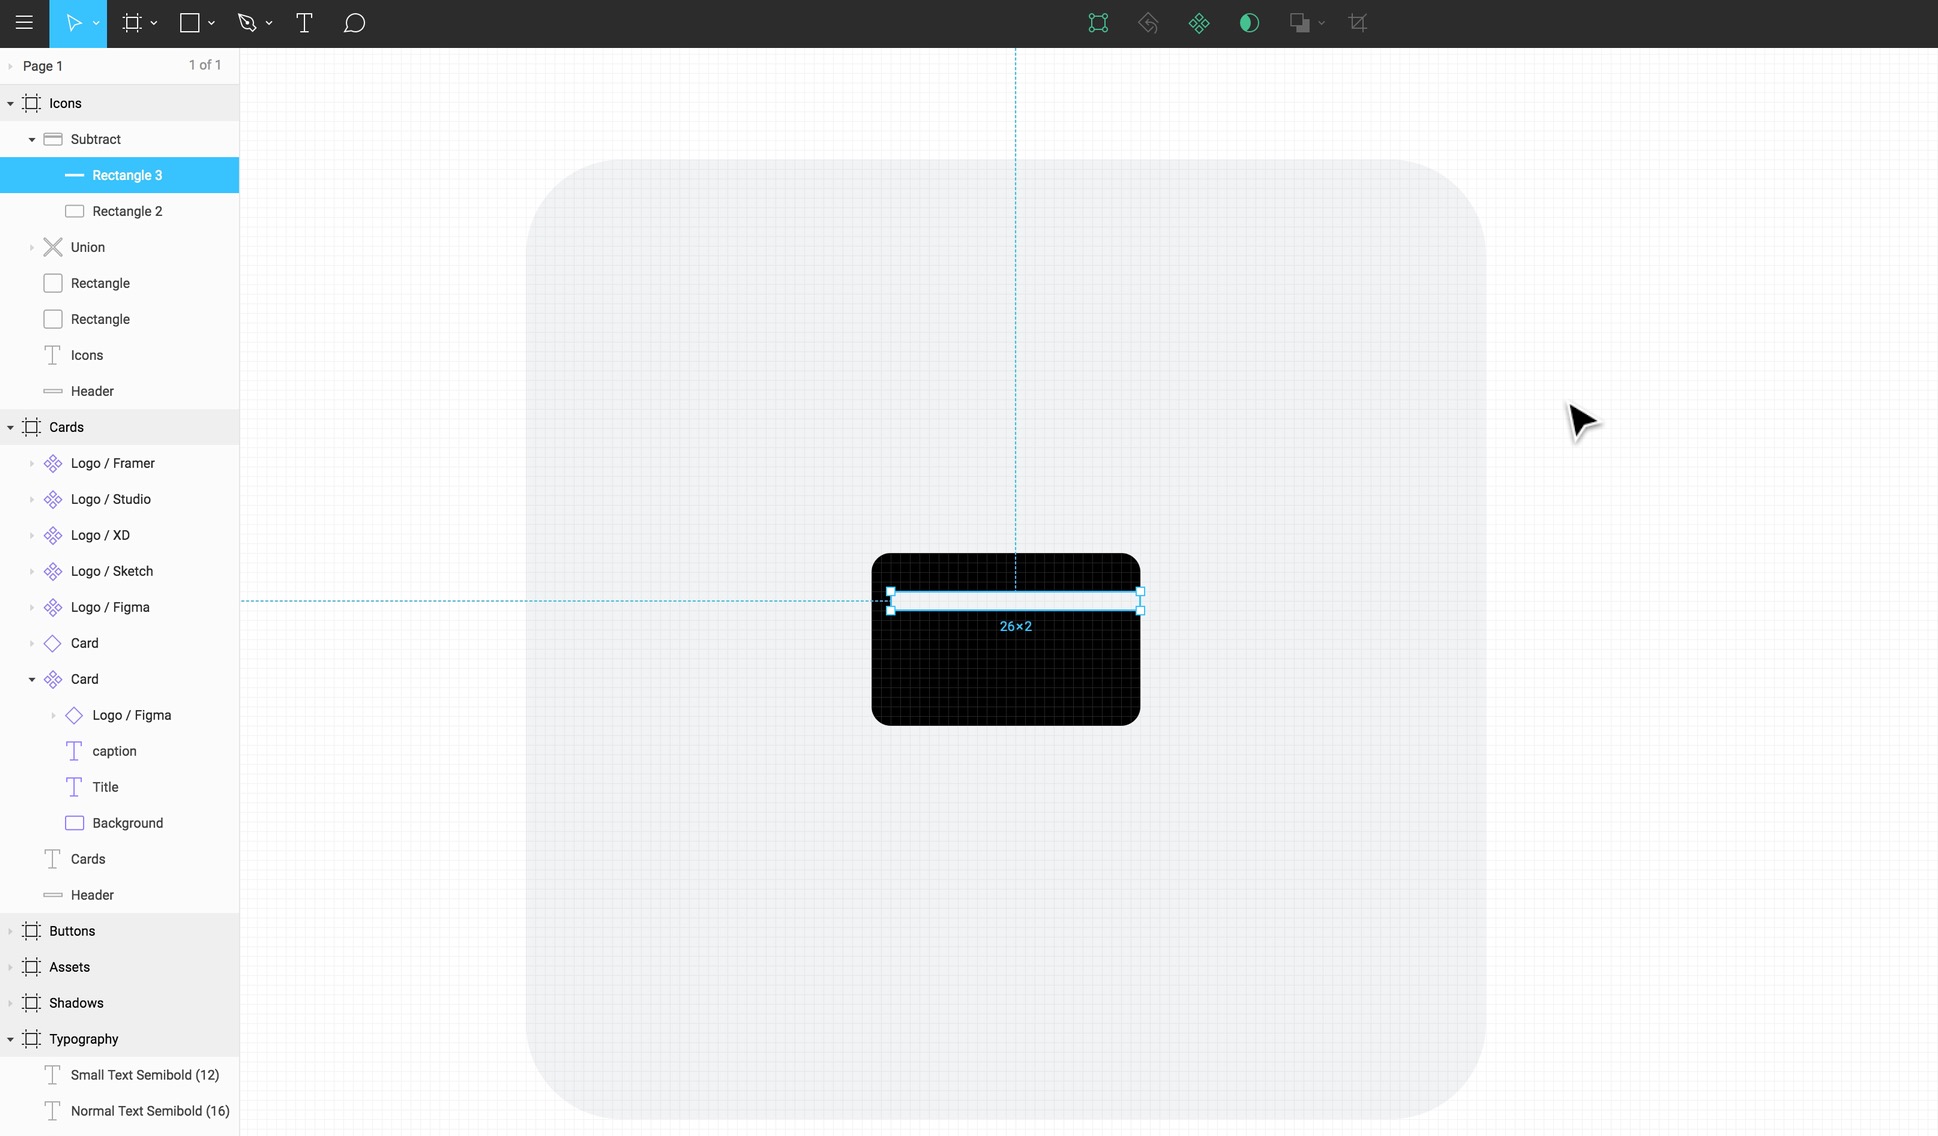 Page 1
1 of 1
Icons
Subtract
Rectangle 3
Rectangle 2
Union
Rectangle
Rectangle
Icons
Header
Cards
Logo / Framer
Logo / Studio
Logo / XD
Logo / Sketch
Logo / Figma
Card
Card
Logo / Figma
caption
Title
Background
Cards
Header
Buttons
Assets
Shadows
Typography
Small Text Semibold (12)
Normal Text Semibold (16)
26×2